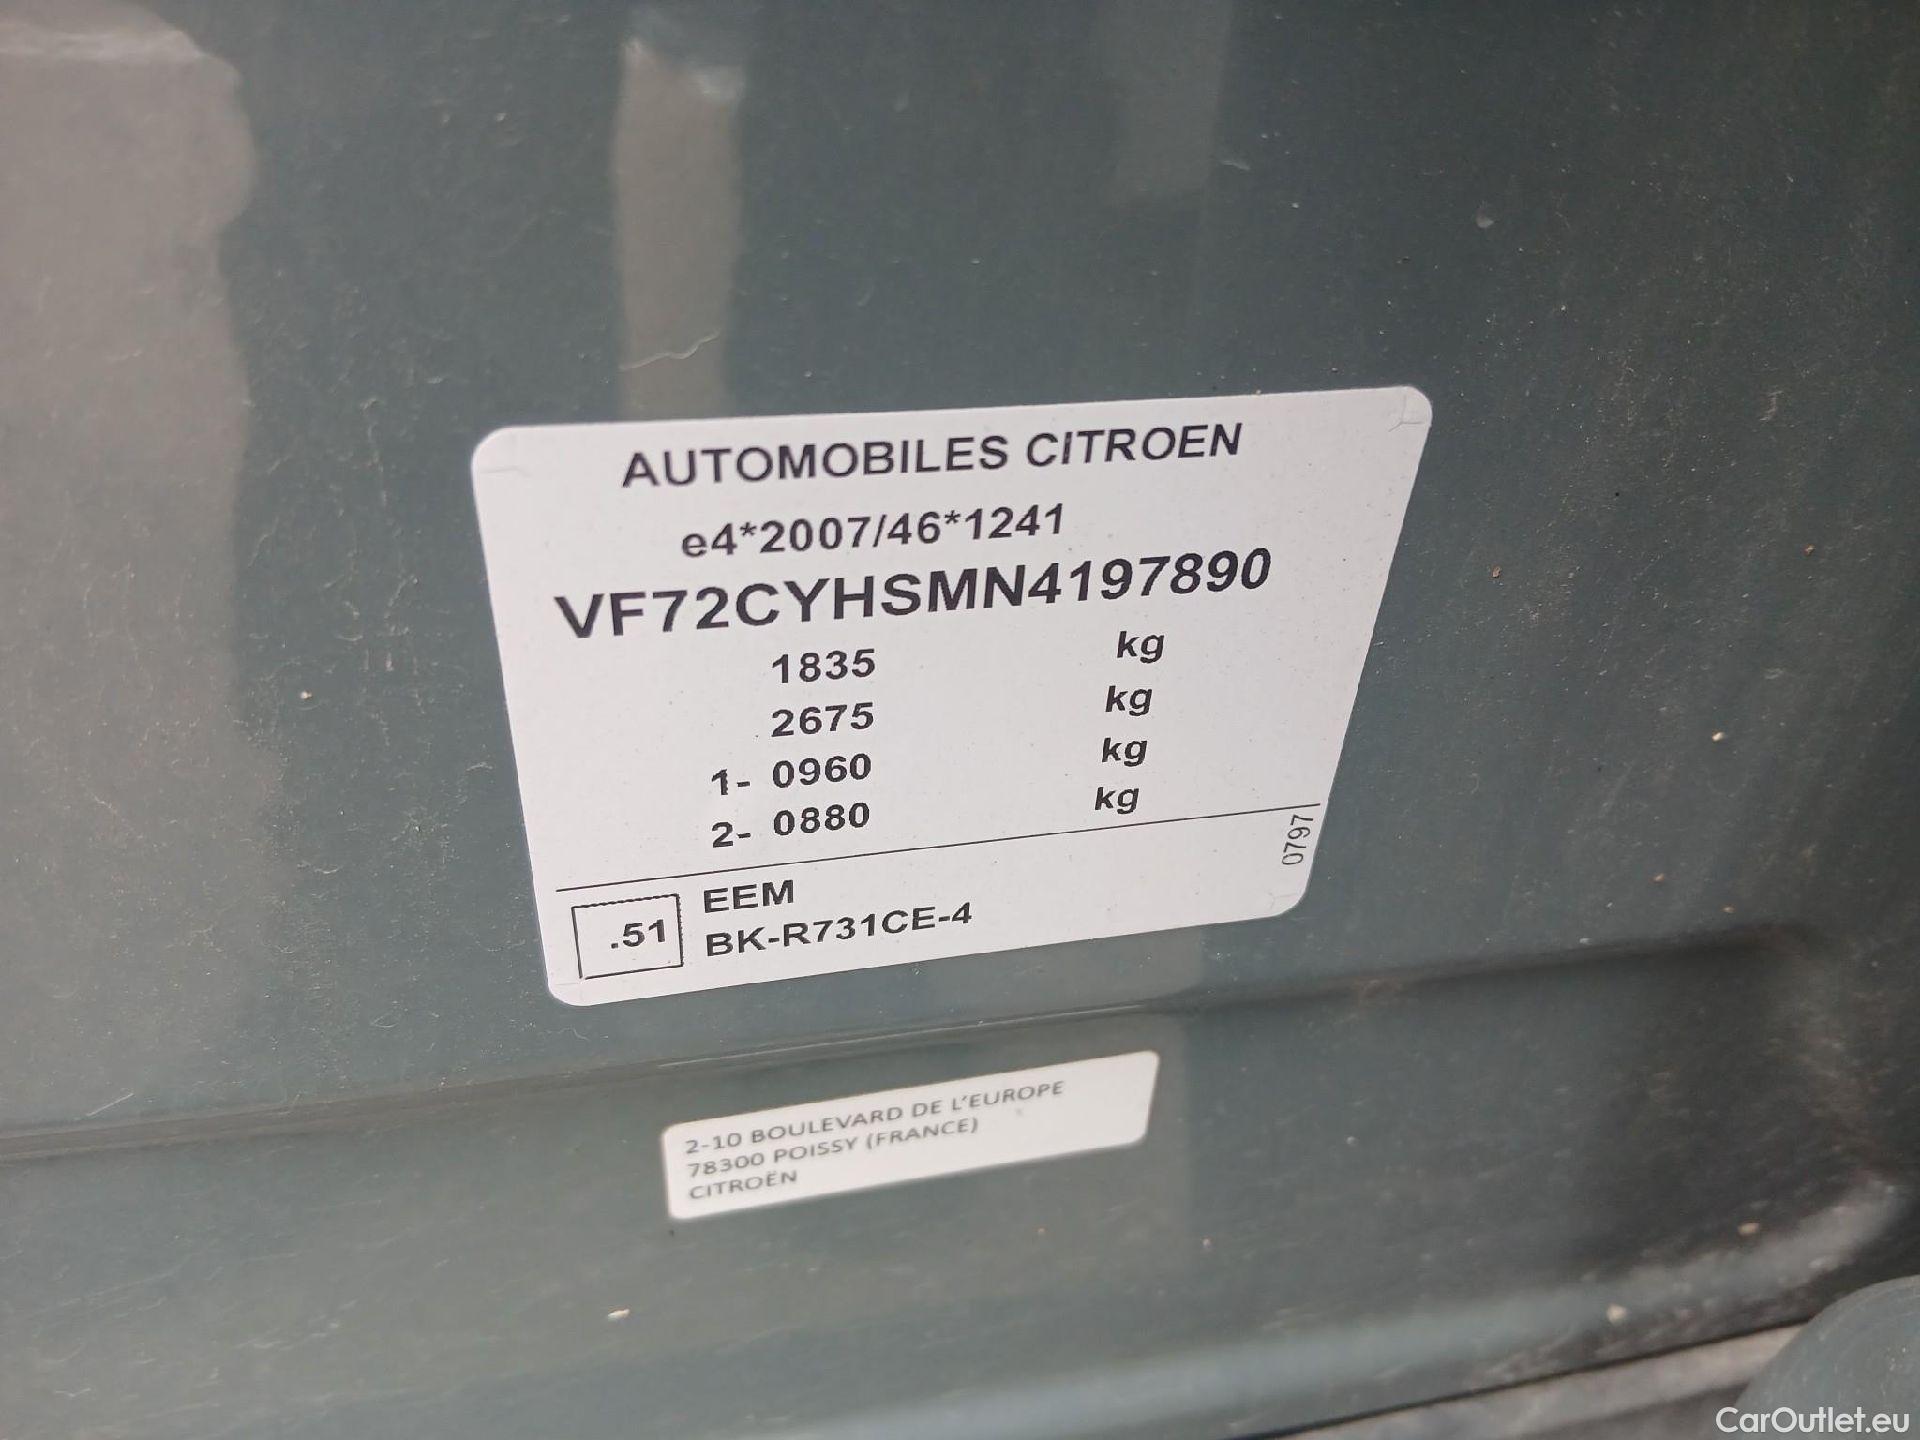 AUTOMOBILES CITROEN
e4*2007/46*1241
VF72CYHSMN4197890
1835 kg
2675 kg
1- 0960 kg
2- 0880 kg
0797
.51 EEM
BK-R731CE-4
2-10 BOULEVARD DE L'EUROPE
78300 POISSY (FRANCE)
CITROËN
CarOutlet.eu